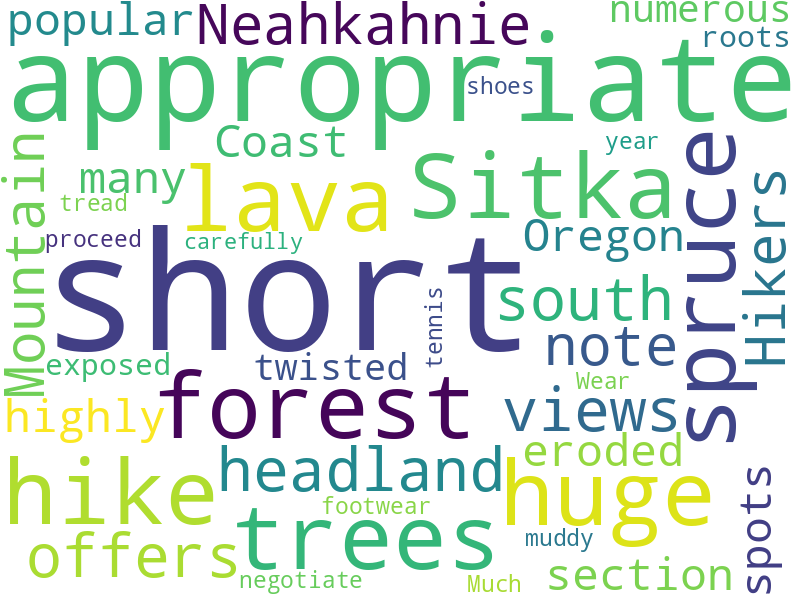 popular
Neahkahnie
numerous
roots
appropriate
shoes
Coast
year
Mountain
many
lava
Sitka
spruce
Hikers
tread
proceed
carefully
Oregon
short
south
tennis
note
exposed
twisted
forest
Wear
highly
views
eroded
headland
hike
huge
spots
footwear
trees
muddy
offers
negotiate
Much
section